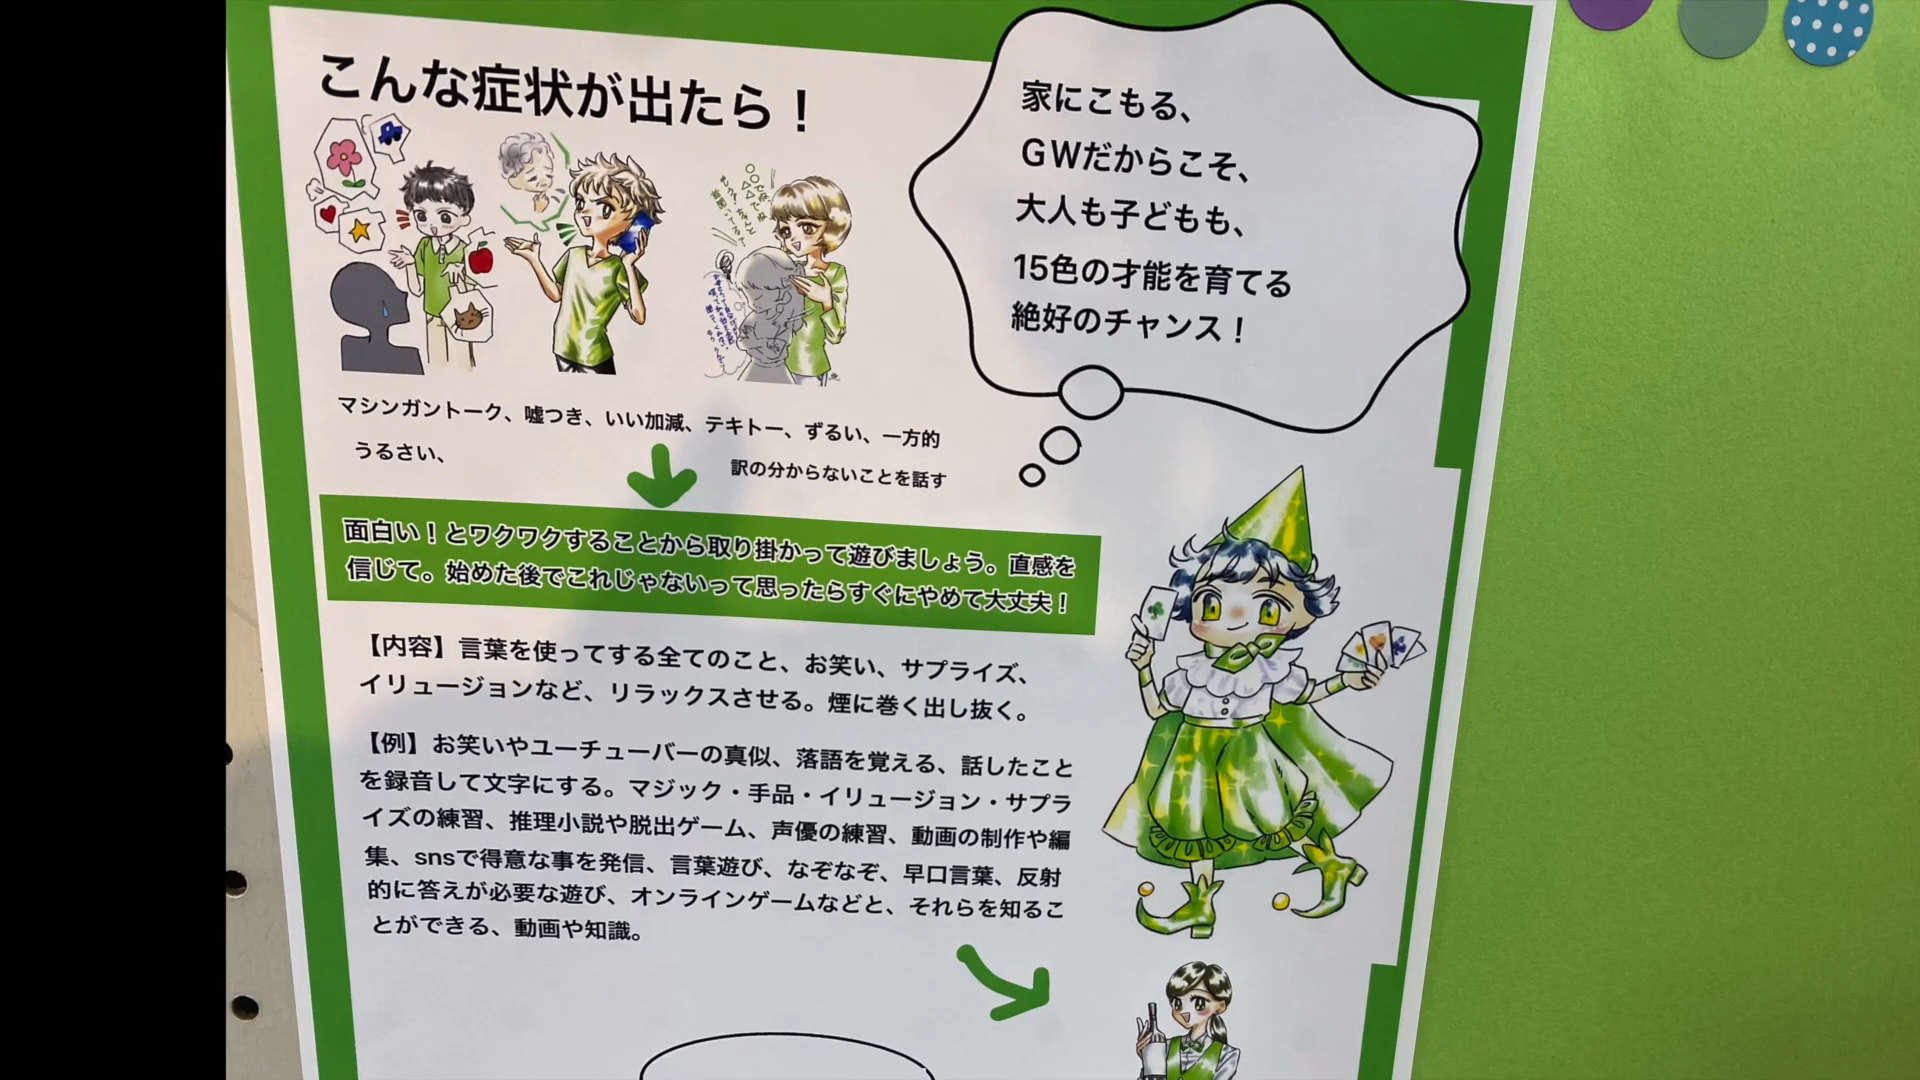 こんな症状が出たら！
家にこもる、
ＧＷだからこそ、
大人も子どもも、
15色の才能を育てる
絶好のチャンス！
マシンガントーク、嘘つき、いい加減、テキトー、ずるい、一方的
うるさい、
訳の分からないことを話す
面白い！とワクワクすることから取り掛かって遊びましょう。直感を
信じて。始めた後でこれじゃないって思ったらすぐにやめて大丈夫！
【内容】言葉を使ってする全てのこと、お笑い、サプライズ、
イリュージョンなど、リラックスさせる。煙に巻く出し抜く。
【例】お笑いやユーチューバーの真似、落語を覚える、話したこと
を録音して文字にする。マジック・手品・イリュージョン・サプラ
イズの練習、推理小説や脱出ゲーム、声優の練習、動画の制作や編
集、snsで得意な事を発信、言葉遊び、なぞなぞ、早口言葉、反射
的に答えが必要な遊び、オンラインゲームなどと、それらを知るこ
とができる、動画や知識。